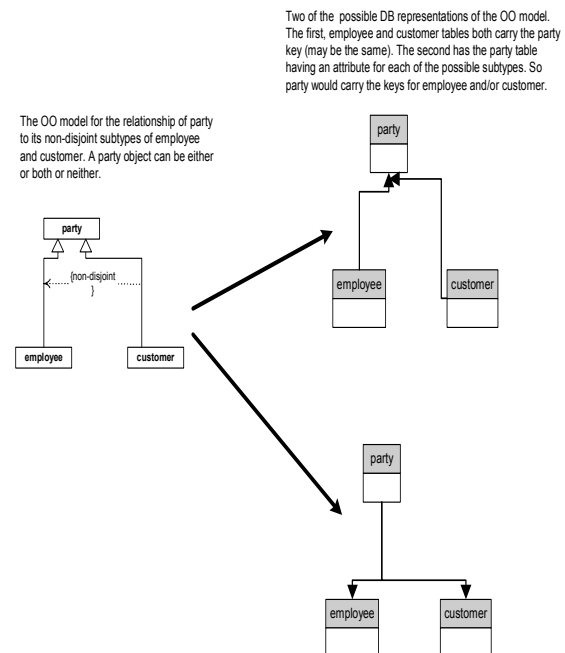 Two of the possible DB representations of the OO model.
The first, employee and customer tables both carry the party
key (may be the same). The second has the party table
having an attribute for each of the possible subtypes. So
party would carry the keys for employee and/or customer.
The OO model for the relationship of party
to its non-disjoint subtypes of employee
and customer. A party object can be either
or both or neither.
party
{non-disjoint
}
employee
customer
party
employee
customer
party
employee
customer